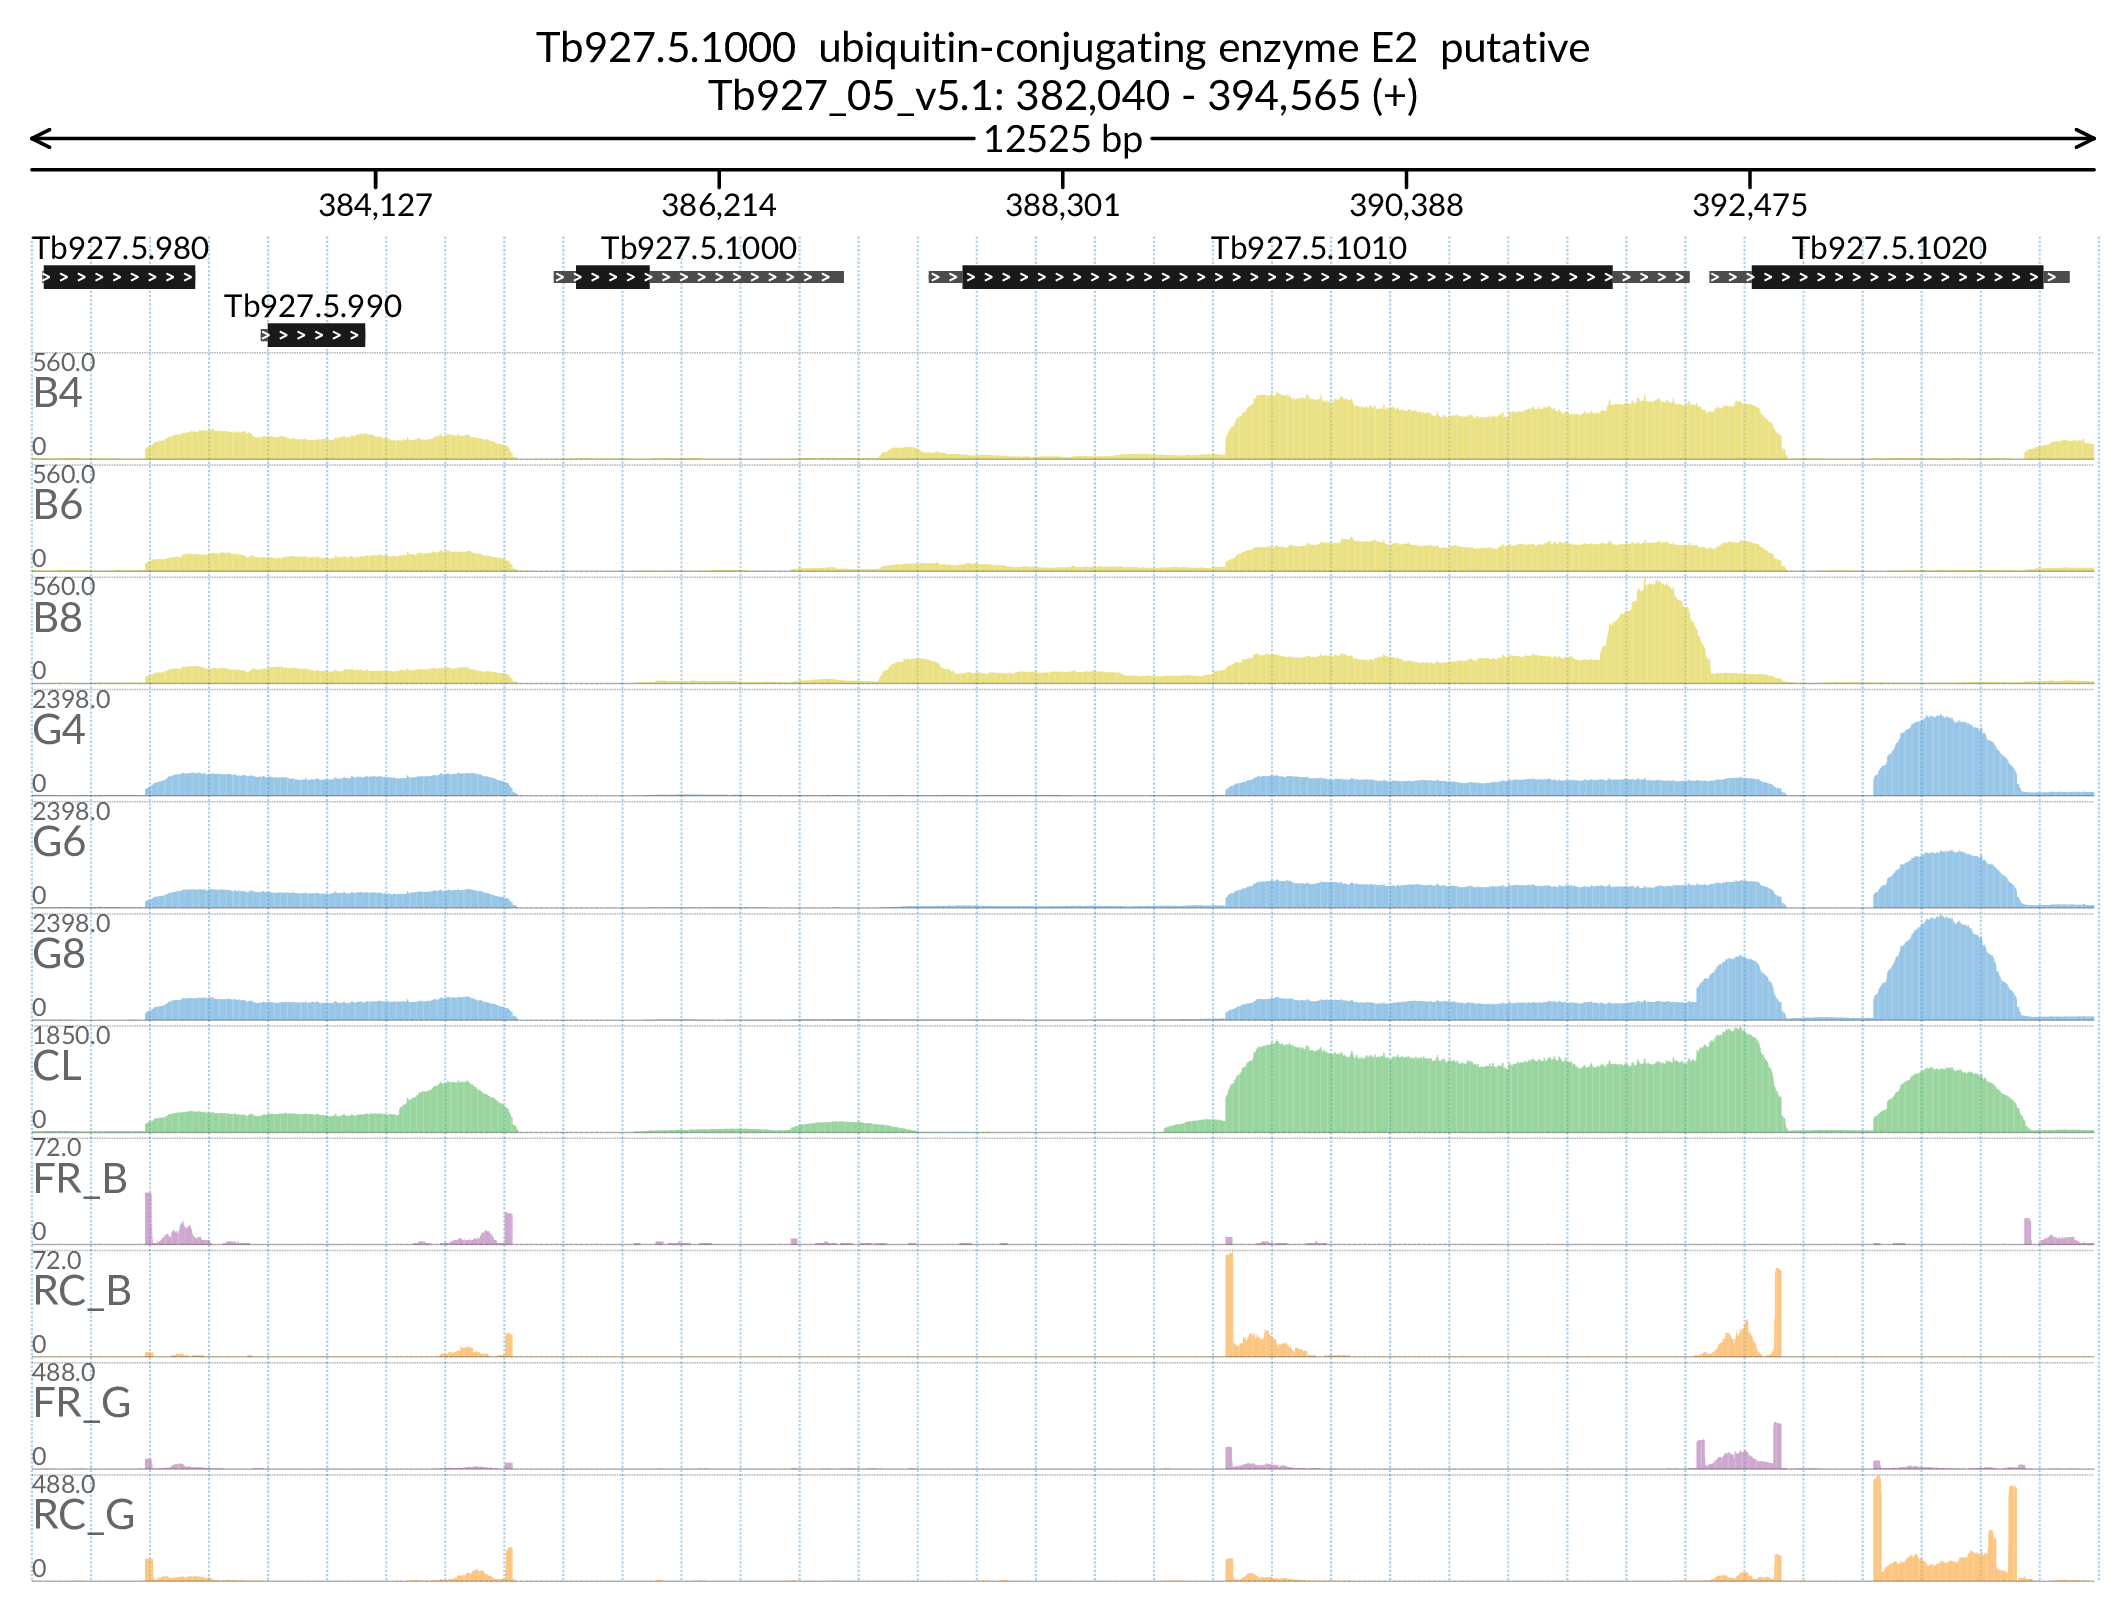 Tb927.5.1000  ubiquitin-conjugating enzyme E2  putative
Tb927_05_v5.1: 382,040 - 394,565 (+)
12525 bp
384,127 386,214 388,301 390,388 392,475
Tb927.5.980 Tb927.5.1000 Tb927.5.1010 Tb927.5.1020
Tb927.5.990
560.0
B4
0
560.0
B6
0
560.0
B8
0
2398.0
G4
0
2398.0
G6
0
2398.0
G8
0
1850.0
CL
0
72.0
FR_B
0
72.0
RC_B
0
488.0
FR_G
0
488.0
RC_G
0